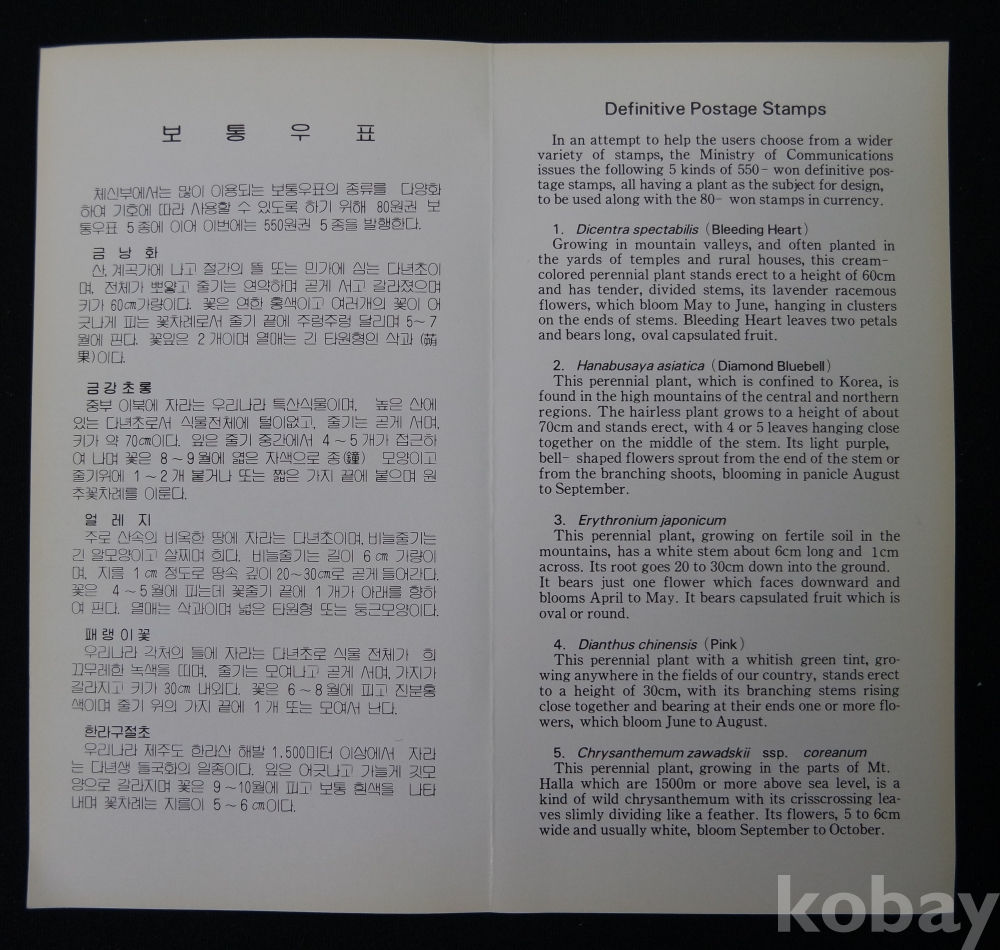 보 통 우 표
체신부에서는 많이 이용되는 보통우표의 종류를 다양화
하여 기호에 따라 사용할 수 있도록 하기 위해 80원권 보
통우표 5종에 이어 이번에는 550원권 5종을 발행한다.
금 낭 화
산, 계곡가에 나고 절간의 뜰 또는 민가에 심는 다년초이
며, 전체가 뽀얗고 줄기는 연약하며 곧게 서고 갈라졌으며
키가 60㎝가량이다. 꽃은 연한 홍색이고 여러개의 꽃이 어
긋나게 피는 꽃차례로서 줄기 끝에 주렁주렁 달리며 5~7
월에 핀다. 꽃잎은 2개이며 열매는 긴 타원형의 삭과 (蒴
果)이다.
금강초롱
중부 이북에 자라는 우리나라 특산식물이며, 높은 산에
있는 다년초로서 식물전체에 털이없고, 줄기는 곧게 서며,
키가 약 70㎝이다. 잎은 줄기 중간에서 4~5개가 접근하
여 나며 꽃은 8~9월에 엷은 자색으로 종(鐘) 모양이고
줄기위에 1~2개 붙거나 또는 짧은 가지 끝에 붙으며 원
추꽃차례를 이룬다.
얼 레 지
주로 산속의 비옥한 땅에 자라는 다년초이며, 비늘줄기는
긴 알모양이고 살찌며 희다. 비늘줄기는 길이 6㎝ 가량이
며, 지름 1㎝ 정도로 땅속 깊이 20~30㎝로 곧게 들어간다.
꽃은 4~5월에 피는데 꽃줄기 끝에 1개가 아래를 향하
여 핀다. 열매는 삭과이며 넓은 타원형 또는 둥근모양이다.
패랭이꽃
우리나라 각처의 들에 자라는 다년초로 식물 전체가 희
끄무레한 녹색을 띠며, 줄기는 모여나고 곧게 서며, 가지가
갈라지고 키가 30㎝ 내외다. 꽃은 6~8월에 피고 진분홍
색이며 줄기 위의 가지 끝에 1개 또는 모여서 난다.
한라구절초
우리나라 제주도 한라산 해발 1,500미터 이상에서 자라
는 다년생 들국화의 일종이다. 잎은 어긋나고 가늘게 깃모
양으로 갈라지며 꽃은 9~10월에 피고 보통 흰색을 나타
내며 꽃차례는 지름이 5~6㎝이다.
Definitive Postage Stamps
In an attempt to help the users choose from a wider
variety of stamps, the Ministry of Communications
issues the following 5 kinds of 550- won definitive pos-
tage stamps, all having a plant as the subject for design,
to be used along with the 80- won stamps in currency.
1. Dicentra spectabilis (Bleeding Heart)
Growing in mountain valleys, and often planted in
the yards of temples and rural houses, this cream-
colored perennial plant stands erect to a height of 60cm
and has tender, divided stems, its lavender racemous
flowers, which bloom May to June, hanging in clusters
on the ends of stems. Bleeding Heart leaves two petals
and bears long, oval capsulated fruit.
2. Hanabusaya asiatica (Diamond Bluebell)
This perennial plant, which is confined to Korea, is
found in the high mountains of the central and northern
regions. The hairless plant grows to a height of about
70cm and stands erect, with 4 or 5 leaves hanging close
together on the middle of the stem. Its light purple,
bell- shaped flowers sprout from the end of the stem or
from the branching shoots, blooming in panicle August
to September.
3. Erythronium japonicum
This perennial plant, growing on fertile soil in the
mountains, has a white stem about 6cm long and 1cm
across. Its root goes 20 to 30cm down into the ground.
It bears just one flower which faces downward and
blooms April to May. It bears capsulated fruit which is
oval or round.
4. Dianthus chinensis (Pink)
This perennial plant with a whitish green tint, gro-
wing anywhere in the fields of our country, stands erect
to a height of 30cm, with its branching stems rising
close together and bearing at their ends one or more flo-
wers, which bloom June to August.
5. Chrysanthemum zawadskii ssp. coreanum
This perennial plant, growing in the parts of Mt.
Halla which are 1500m or more above sea level, is a
kind of wild chrysanthemum with its crisscrossing lea-
ves slimly dividing like a feather. Its flowers, 5 to 6cm
wide and usually white, bloom September to October.
kobay